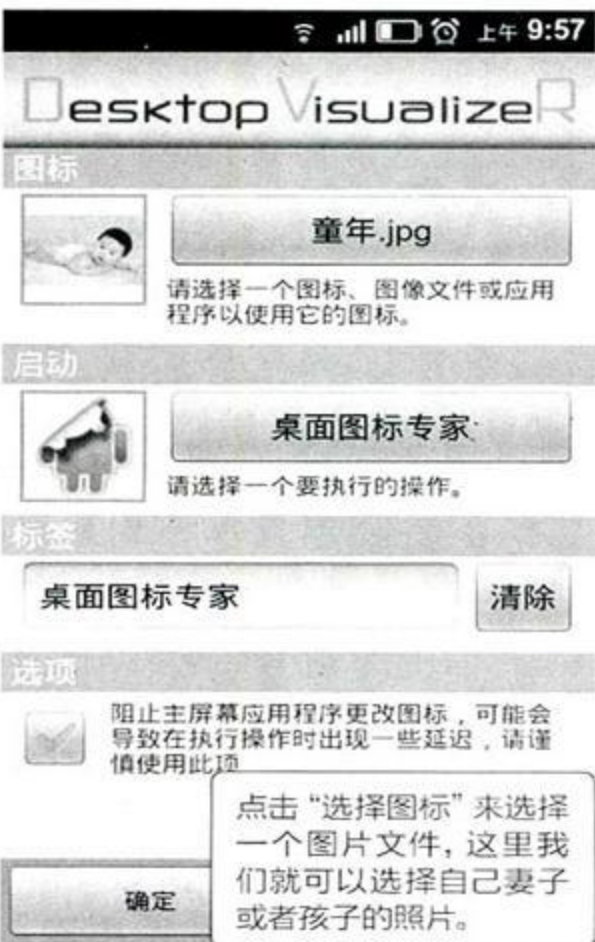 上午 9:57
Desktop VisualizeR
图标
童年.jpg
请选择一个图标、图像文件或应用
程序以使用它的图标。
启动
桌面图标专家
请选择一个要执行的操作。
标签
桌面图标专家
清除
选项
阻止主屏幕应用程序更改图标，可能会
导致在执行操作时出现一些延迟，请谨
慎使用此项
点击“选择图标”来选择
一个图片文件，这里我
们就可以选择自己妻子
或者孩子的照片。
确定